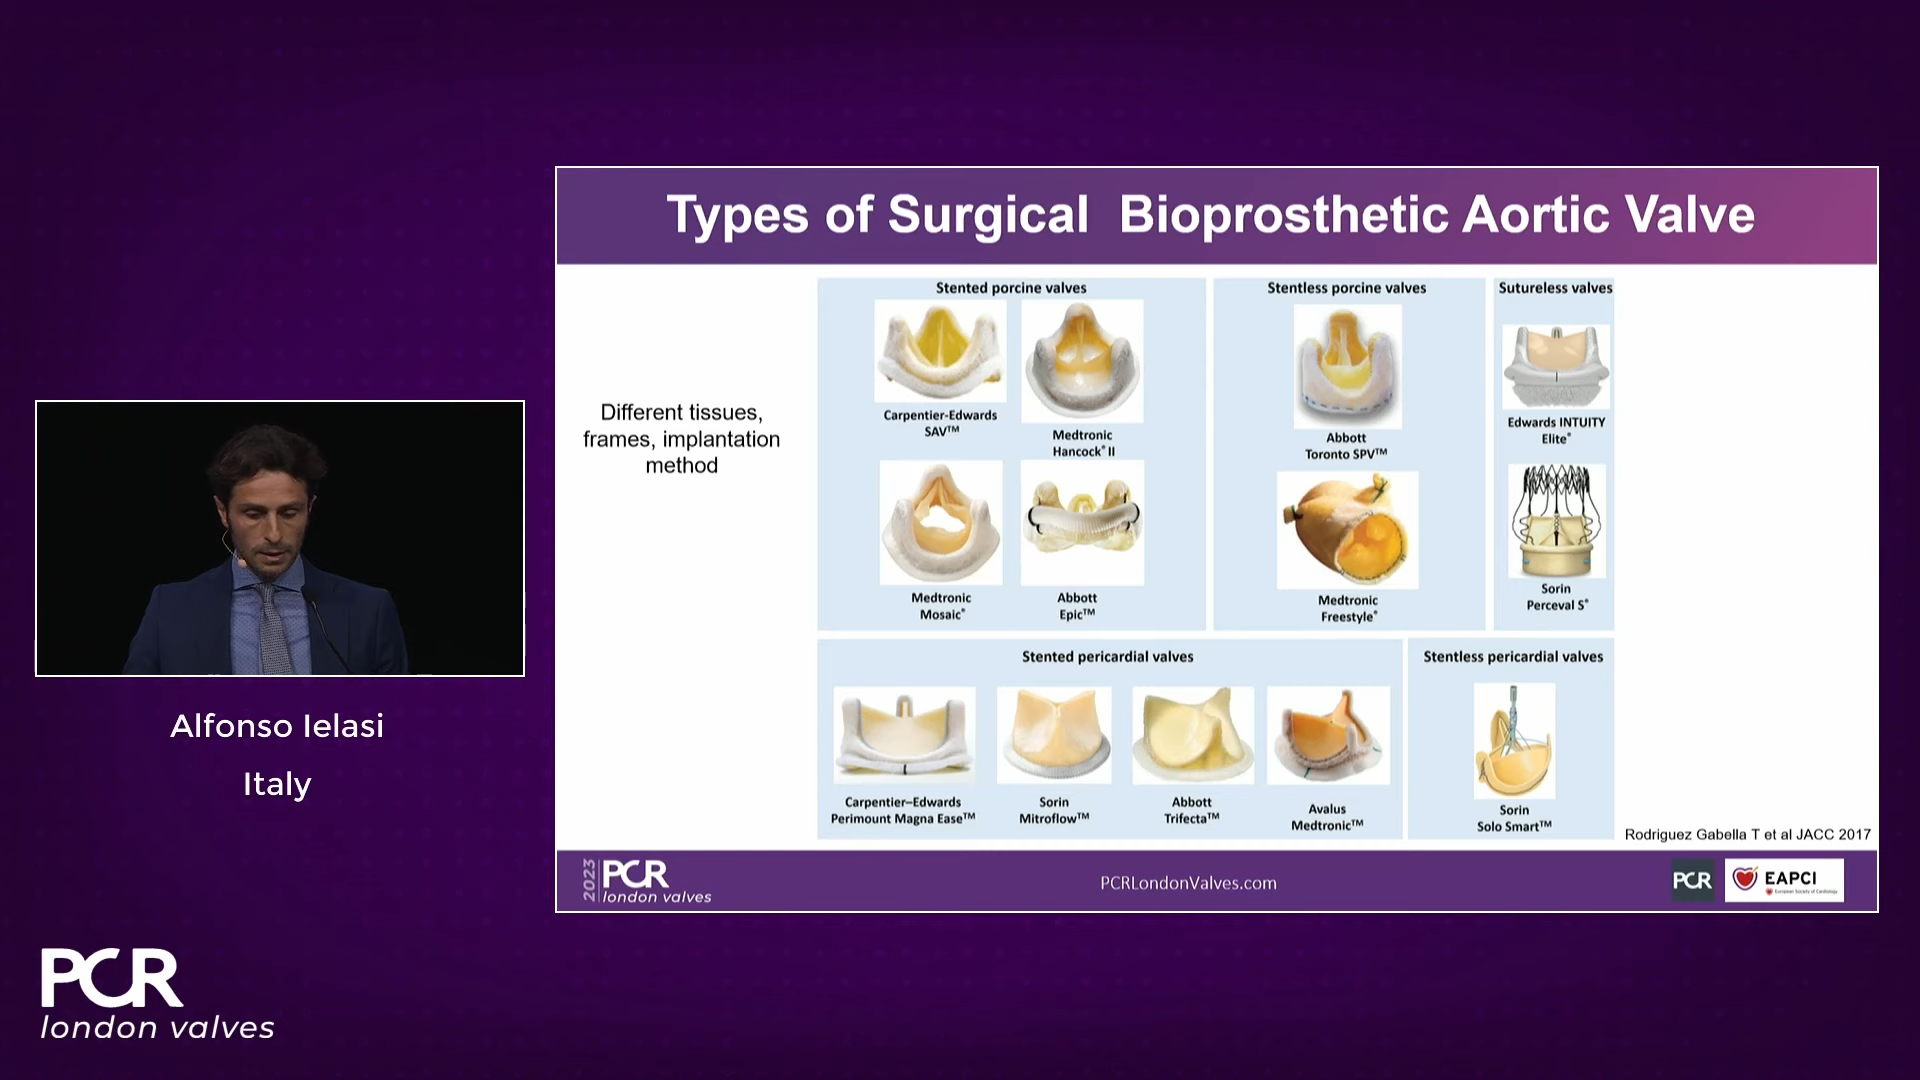 Types of Surgical  Bioprosthetic Aortic Valve
Different tissues,
frames, implantation
method
Stented porcine valves
Carpentier-Edwards
SAV™
Medtronic
Hancock® II
Medtronic
Mosaic®
Abbott
Epic™
Stentless porcine valves
Abbott
Toronto SPV™
Medtronic
Freestyle®
Sutureless valves
Edwards INTUITY
Elite®
Sorin
Perceval S®
Stented pericardial valves
Carpentier–Edwards
Perimount Magna Ease™
Sorin
Mitroflow™
Abbott
Trifecta™
Avalus
Medtronic™
Stentless pericardial valves
Sorin
Solo Smart™
Rodriguez Gabella T et al JACC 2017
2023
PCR
london valves
PCRLondonValves.com
PCR
EAPCI
European Society of Cardiology
Alfonso Ielasi
Italy
PCR
london valves